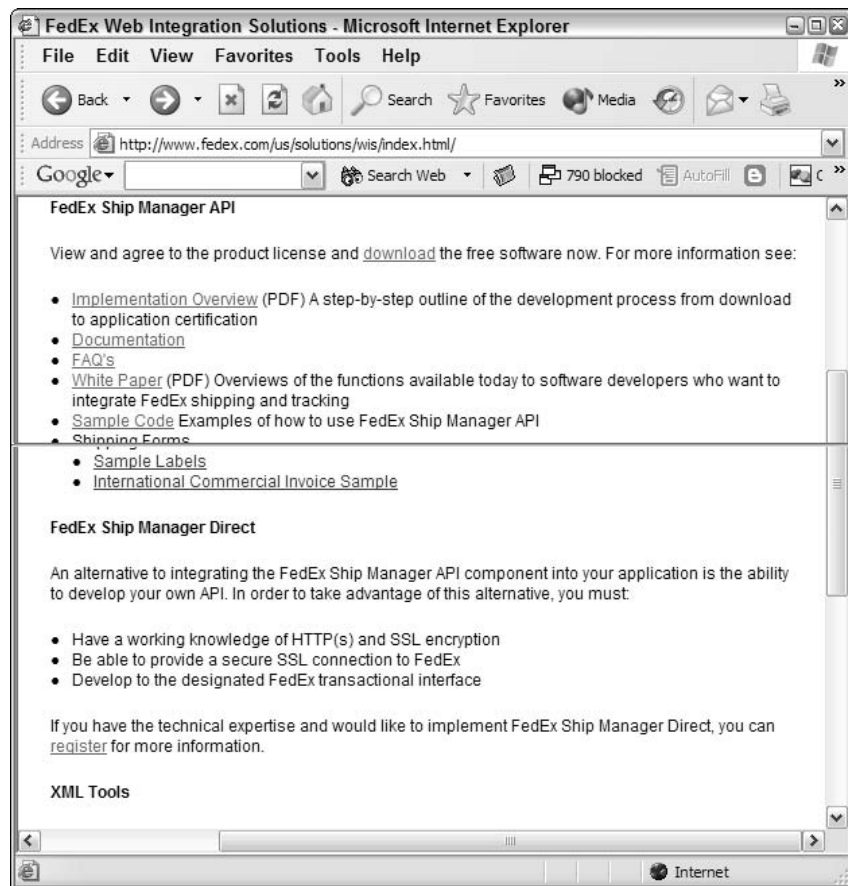 FedEx Web Integration Solutions - Microsoft Internet Explorer
File Edit View Favorites Tools Help
Back Search Favorites Media »
Address http://www.fedex.com/us/solutions/wis/index.html/
Google Search Web 790 blocked AutoFill C »
FedEx Ship Manager API
View and agree to the product license and download the free software now. For more information see:
• Implementation Overview (PDF) A step-by-step outline of the development process from download
to application certification
• Documentation
• FAQ's
• White Paper (PDF) Overviews of the functions available today to software developers who want to
integrate FedEx shipping and tracking
• Sample Code Examples of how to use FedEx Ship Manager API
• Shipping Forms
• Sample Labels
• International Commercial Invoice Sample
FedEx Ship Manager Direct
An alternative to integrating the FedEx Ship Manager API component into your application is the ability
to develop your own API. In order to take advantage of this alternative, you must:
• Have a working knowledge of HTTP(s) and SSL encryption
• Be able to provide a secure SSL connection to FedEx
• Develop to the designated FedEx transactional interface
If you have the technical expertise and would like to implement FedEx Ship Manager Direct, you can
register for more information.
XML Tools
Internet